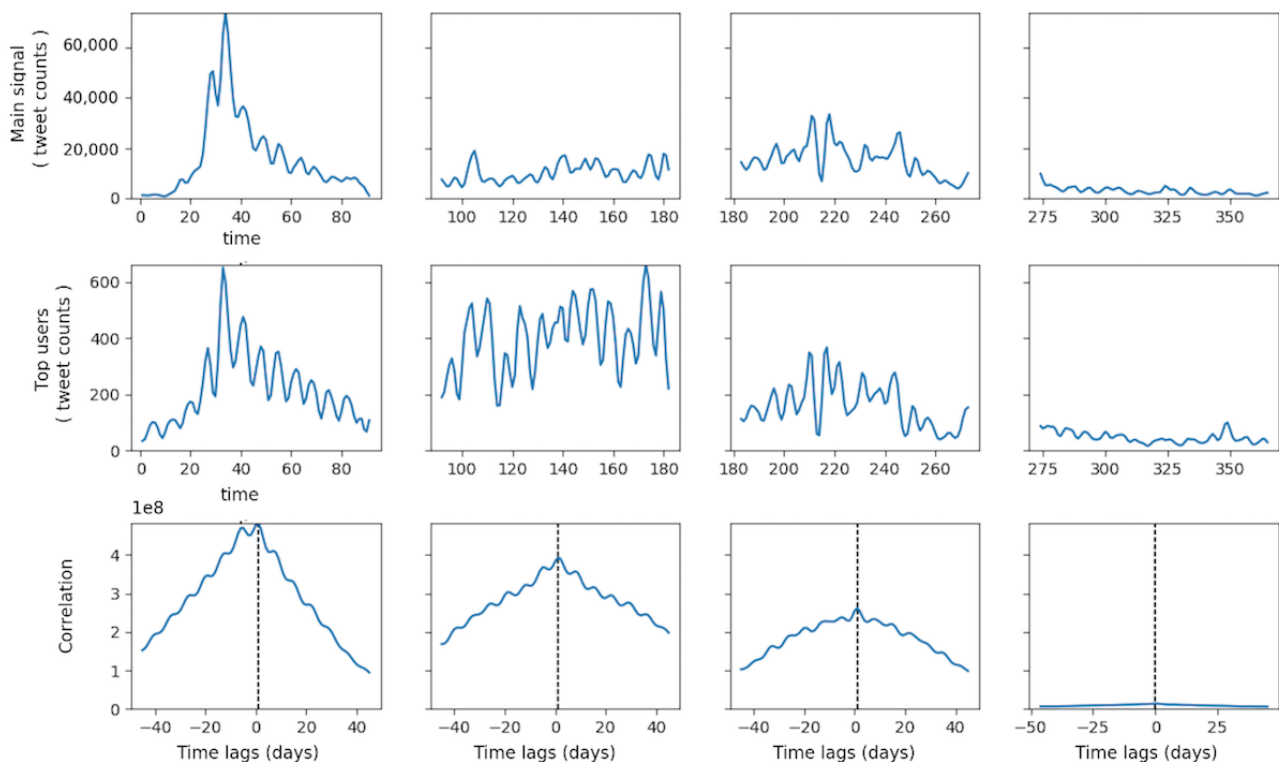 Main siqnal
( tweet counts )
60,000
40,000
20,000
0
0 20 40 60 80
100 120 140 160 180
180 200 220 240 260
275 300 325 350
time
Top users
( tweet counts )
600
400
200
0
0 20 40 60 80
100 120 140 160 180
180 200 220 240 260
275 300 325 350
time
1e8
Correlation
4
3
2
1
0
−40 −20 0 20 40
−40 −20 0 20 40
−40 −20 0 20 40
−50 −25 0 25
Time lags (days) Time lags (days) Time lags (days) Time lags (days)